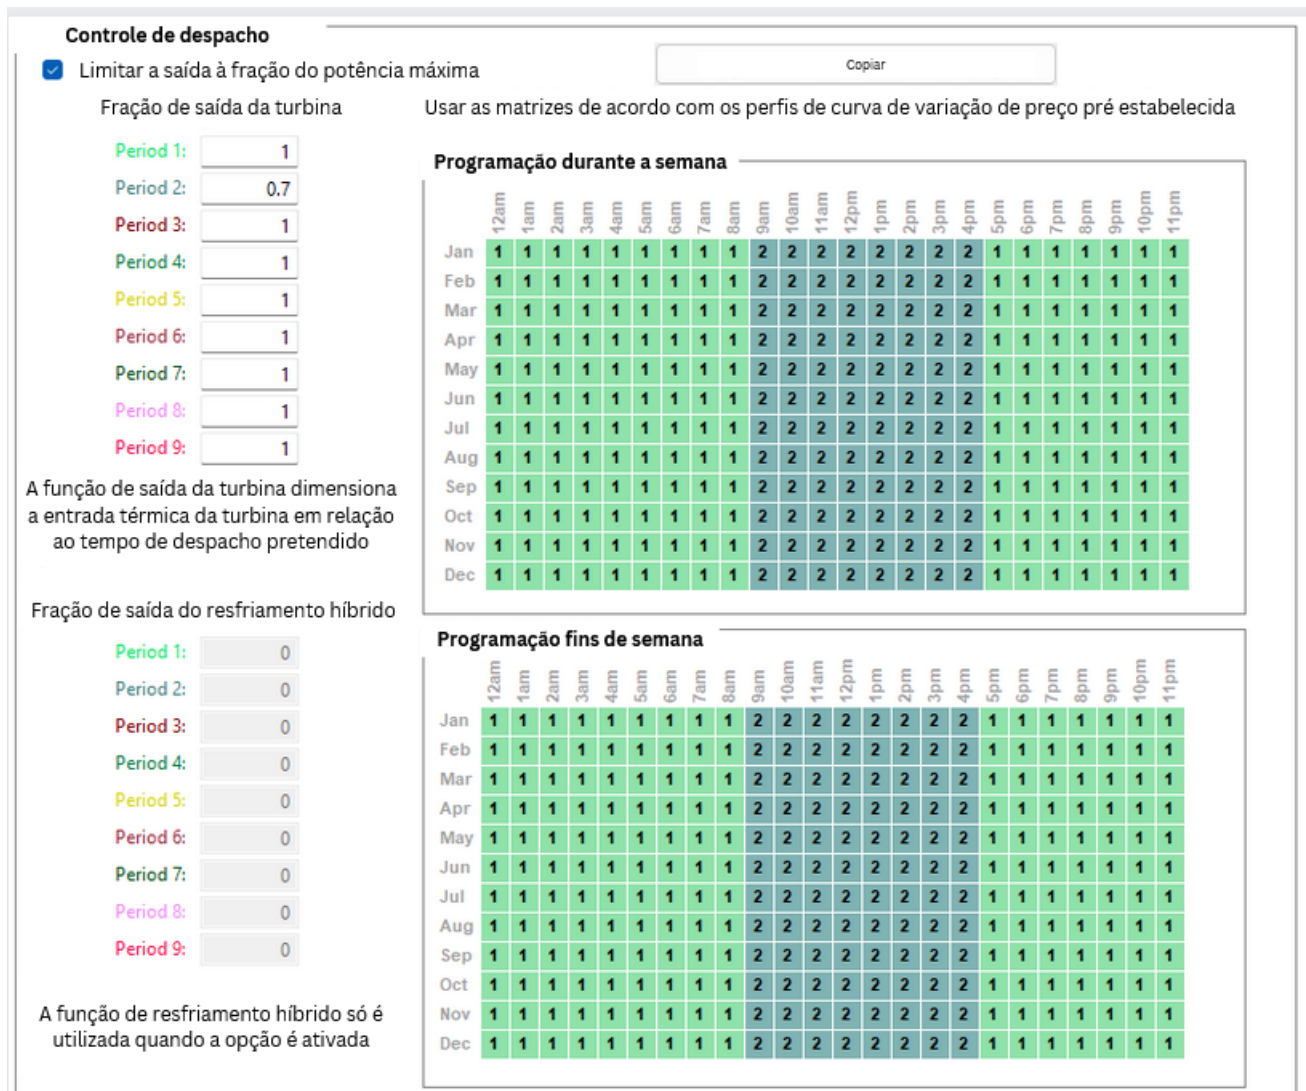 Controle de despacho
Limitar a saída à fração do potência máxima
Copiar
Fração de saída da turbina
Period 1: 1
Period 2: 0.7
Period 3: 1
Period 4: 1
Period 5: 1
Period 6: 1
Period 7: 1
Period 8: 1
Period 9: 1
A função de saída da turbina dimensiona
a entrada térmica da turbina em relação
ao tempo de despacho pretendido
Fração de saída do resfriamento híbrido
Period 1: 0
Period 2: 0
Period 3: 0
Period 4: 0
Period 5: 0
Period 6: 0
Period 7: 0
Period 8: 0
Period 9: 0
A função de resfriamento híbrido só é
utilizada quando a opção é ativada
Usar as matrizes de acordo com os perfis de curva de variação de preço pré estabelecida
Programação durante a semana
12am 1am 2am 3am 4am 5am 6am 7am 8am 9am 10am 11am 12pm 1pm 2pm 3pm 4pm 5pm 6pm 7pm 8pm 9pm 10pm 11pm
Jan 1 1 1 1 1 1 1 1 1 2 2 2 2 2 2 2 2 1 1 1 1 1 1 1
Feb 1 1 1 1 1 1 1 1 1 2 2 2 2 2 2 2 2 1 1 1 1 1 1 1
Mar 1 1 1 1 1 1 1 1 1 2 2 2 2 2 2 2 2 1 1 1 1 1 1 1
Apr 1 1 1 1 1 1 1 1 1 2 2 2 2 2 2 2 2 1 1 1 1 1 1 1
May 1 1 1 1 1 1 1 1 1 2 2 2 2 2 2 2 2 1 1 1 1 1 1 1
Jun 1 1 1 1 1 1 1 1 1 2 2 2 2 2 2 2 2 1 1 1 1 1 1 1
Jul 1 1 1 1 1 1 1 1 1 2 2 2 2 2 2 2 2 1 1 1 1 1 1 1
Aug 1 1 1 1 1 1 1 1 1 2 2 2 2 2 2 2 2 1 1 1 1 1 1 1
Sep 1 1 1 1 1 1 1 1 1 2 2 2 2 2 2 2 2 1 1 1 1 1 1 1
Oct 1 1 1 1 1 1 1 1 1 2 2 2 2 2 2 2 2 1 1 1 1 1 1 1
Nov 1 1 1 1 1 1 1 1 1 2 2 2 2 2 2 2 2 1 1 1 1 1 1 1
Dec 1 1 1 1 1 1 1 1 1 2 2 2 2 2 2 2 2 1 1 1 1 1 1 1
Programação fins de semana
12am 1am 2am 3am 4am 5am 6am 7am 8am 9am 10am 11am 12pm 1pm 2pm 3pm 4pm 5pm 6pm 7pm 8pm 9pm 10pm 11pm
Jan 1 1 1 1 1 1 1 1 1 2 2 2 2 2 2 2 2 1 1 1 1 1 1 1
Feb 1 1 1 1 1 1 1 1 1 2 2 2 2 2 2 2 2 1 1 1 1 1 1 1
Mar 1 1 1 1 1 1 1 1 1 2 2 2 2 2 2 2 2 1 1 1 1 1 1 1
Apr 1 1 1 1 1 1 1 1 1 2 2 2 2 2 2 2 2 1 1 1 1 1 1 1
May 1 1 1 1 1 1 1 1 1 2 2 2 2 2 2 2 2 1 1 1 1 1 1 1
Jun 1 1 1 1 1 1 1 1 1 2 2 2 2 2 2 2 2 1 1 1 1 1 1 1
Jul 1 1 1 1 1 1 1 1 1 2 2 2 2 2 2 2 2 1 1 1 1 1 1 1
Aug 1 1 1 1 1 1 1 1 1 2 2 2 2 2 2 2 2 1 1 1 1 1 1 1
Sep 1 1 1 1 1 1 1 1 1 2 2 2 2 2 2 2 2 1 1 1 1 1 1 1
Oct 1 1 1 1 1 1 1 1 1 2 2 2 2 2 2 2 2 1 1 1 1 1 1 1
Nov 1 1 1 1 1 1 1 1 1 2 2 2 2 2 2 2 2 1 1 1 1 1 1 1
Dec 1 1 1 1 1 1 1 1 1 2 2 2 2 2 2 2 2 1 1 1 1 1 1 1